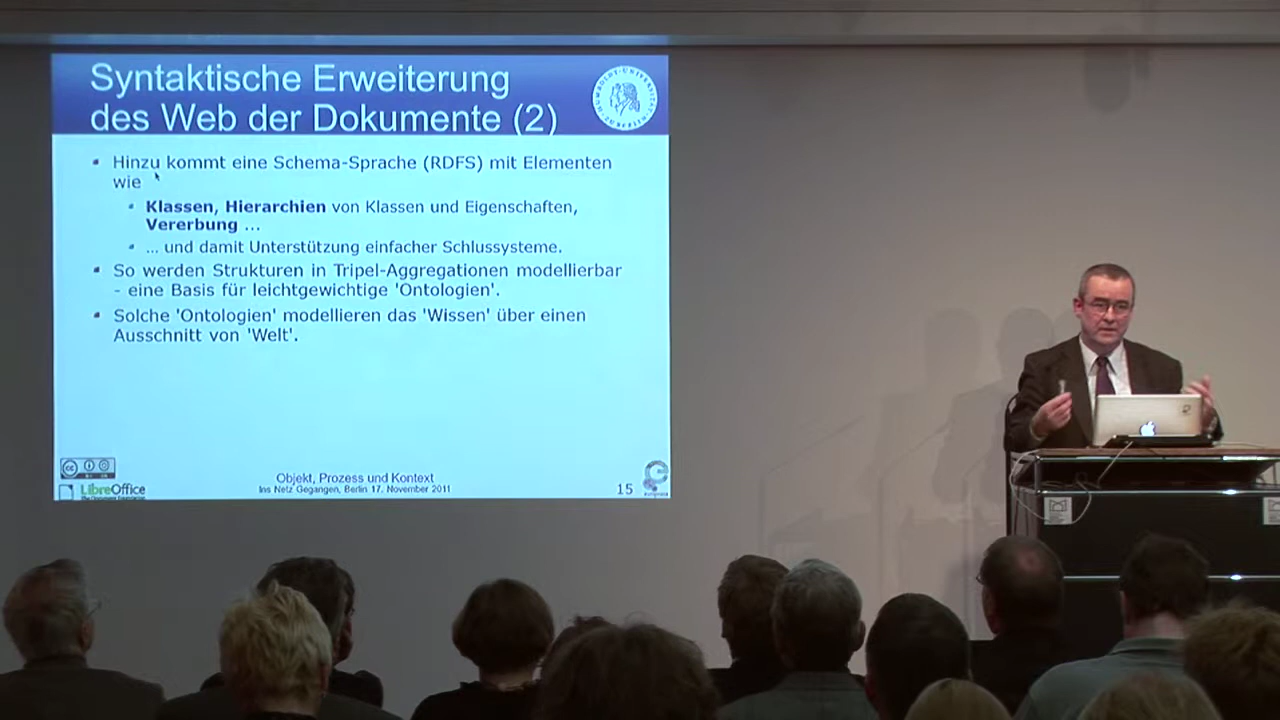 Syntaktische Erweiterung
des Web der Dokumente (2)
Hinzu kommt eine Schema-Sprache (RDFS) mit Elementen
wie
Klassen, Hierarchien von Klassen und Eigenschaften,
Vererbung ...
... und damit Unterstützung einfacher Schlussysteme.
So werden Strukturen in Tripel-Aggregationen modellierbar
- eine Basis für leichtgewichtige 'Ontologien'.
Solche 'Ontologien' modellieren das 'Wissen' über einen
Ausschnitt von 'Welt'.
cc
LibreOffice
Objekt, Prozess und Kontext
Ins Netz Gegangen, Berlin 17. November 2011
15